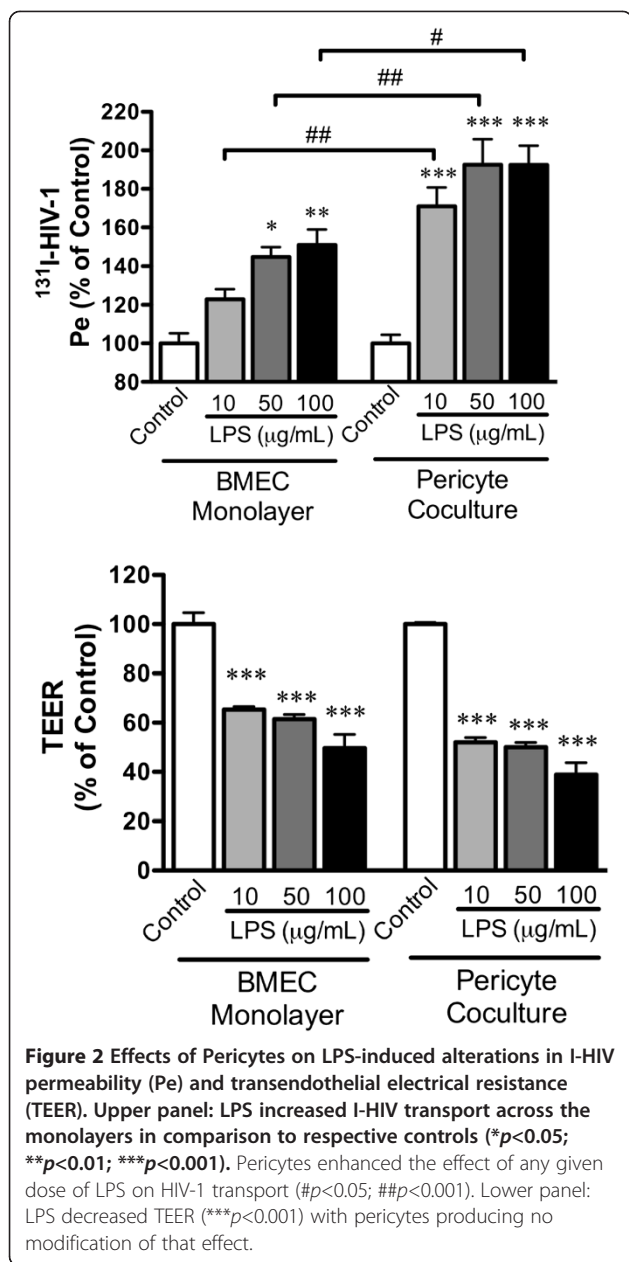 #
##
##
220
200
180
160
140
120
100
80
¹³¹I-HIV-1
Pe (% of Control)
*
**
***
***
***
Control
10 50 100
LPS (μg/mL)
BMEC
Monolayer
Control
10 50 100
LPS (μg/mL)
Pericyte
Coculture
120
100
80
60
40
20
0
TEER
(% of Control)
***
***
***
***
***
***
Control
10 50 100
LPS (μg/mL)
BMEC
Monolayer
Control
10 50 100
LPS (μg/mL)
Pericyte
Coculture
Figure 2 Effects of Pericytes on LPS-induced alterations in I-HIV
permeability (Pe) and transendothelial electrical resistance
(TEER). Upper panel: LPS increased I-HIV transport across the
monolayers in comparison to respective controls (*p<0.05;
**p<0.01; ***p<0.001). Pericytes enhanced the effect of any given
dose of LPS on HIV-1 transport (#p<0.05; ##p<0.001). Lower panel:
LPS decreased TEER (***p<0.001) with pericytes producing no
modification of that effect.